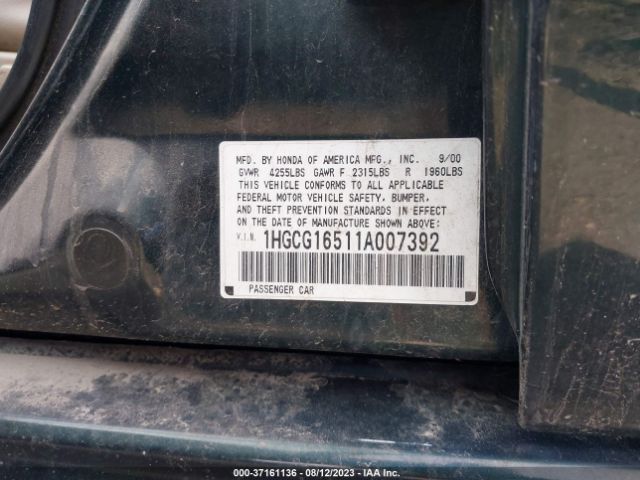 MFD. BY HONDA OF AMERICA MFG., INC. 9/00
GVWR 4255LBS GAWR F 2315LBS R 1960LBS
THIS VEHICLE CONFORMS TO ALL APPLICABLE
FEDERAL MOTOR VEHICLE SAFETY, BUMPER,
AND THEFT PREVENTION STANDARDS IN EFFECT
ON THE DATE OF MANUFACTURE SHOWN ABOVE:
V.I.N. 1HGCG16511A007392
PASSENGER CAR
000-37161136 - 08/12/2023 - IAA Inc.